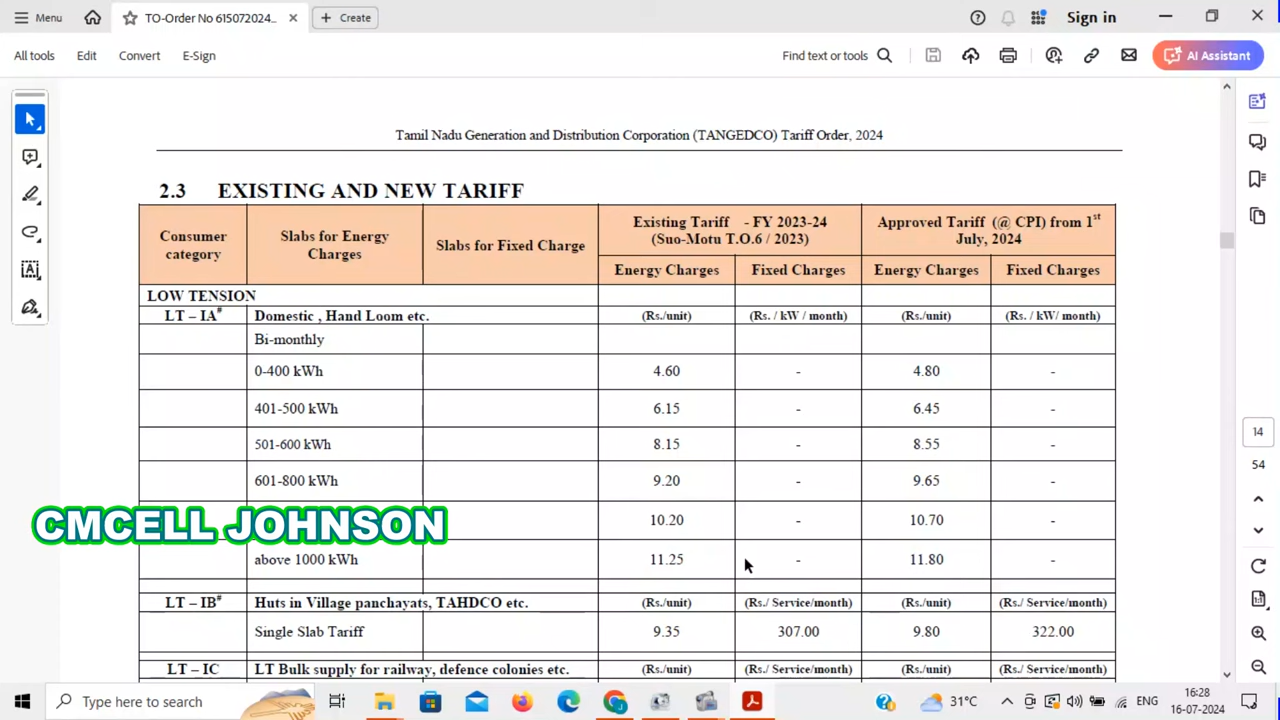 Menu
TO-Order No 615072024...
Create
Sign in
All tools
Edit
Convert
E-Sign
Find text or tools
AI Assistant
Tamil Nadu Generation and Distribution Corporation (TANGEDCO) Tariff Order, 2024
2.3 EXISTING AND NEW TARIFF
Consumer category
Slabs for Energy Charges
Slabs for Fixed Charge
Existing Tariff - FY 2023-24 (Suo-Motu T.O.6 / 2023)
Approved Tariff (@ CPI) from 1st July, 2024
Energy Charges Fixed Charges Energy Charges Fixed Charges
LOW TENSION
LT – IA# Domestic , Hand Loom etc. (Rs./unit) (Rs. / kW / month) (Rs./unit) (Rs. / kW/ month)
Bi-monthly
0-400 kWh 4.60 - 4.80 -
401-500 kWh 6.15 - 6.45 -
501-600 kWh 8.15 - 8.55 -
601-800 kWh 9.20 - 9.65 -
CMCELL JOHNSON
10.20 - 10.70 -
above 1000 kWh 11.25 - 11.80 -
LT – IB# Huts in Village panchayats, TAHDCO etc. (Rs./unit) (Rs./ Service/month) (Rs./unit) (Rs./ Service/month)
Single Slab Tariff 9.35 307.00 9.80 322.00
LT – IC LT Bulk supply for railway, defence colonies etc. (Rs./unit) (Rs./ Service/month) (Rs./unit) (Rs./ Service/month)
14
54
Type here to search
31°C
ENG
16:28
16-07-2024